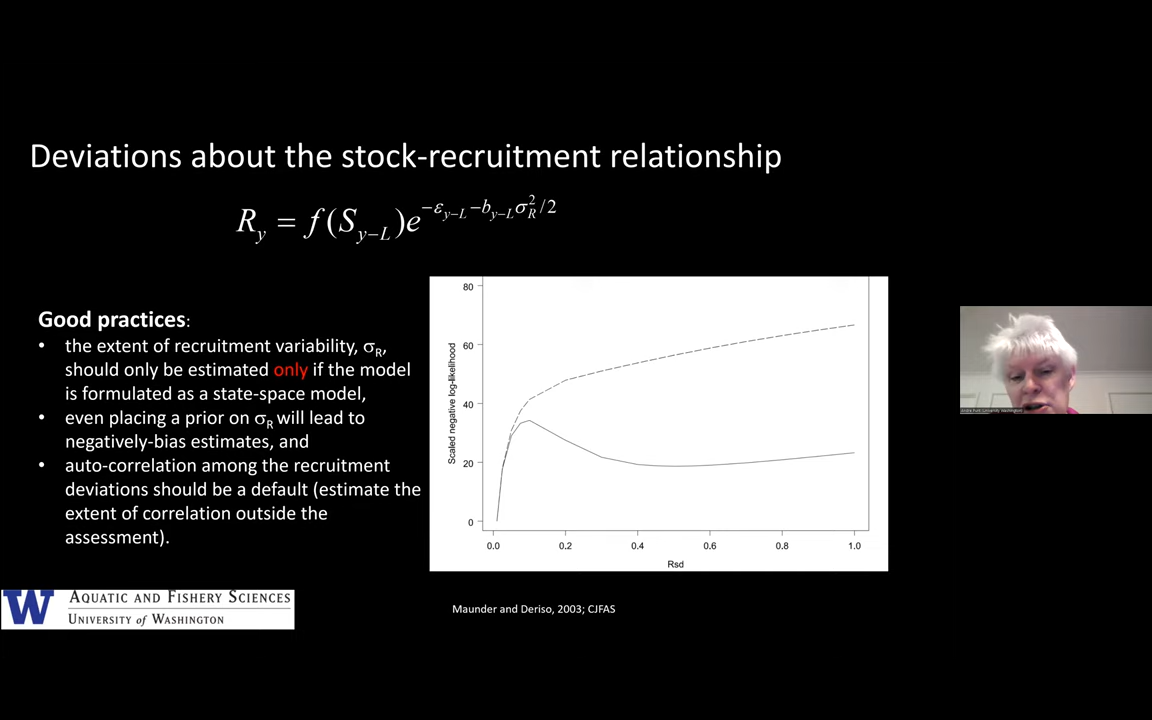 Deviations about the stock-recruitment relationship
R_y = f(S_{y−L})e^{−ε_{y−L}−b_{y−L}σ_R^2/2}
Good practices:
• the extent of recruitment variability, σ_R,
should only be estimated only if the model
is formulated as a state-space model,
• even placing a prior on σ_R will lead to
negatively-bias estimates, and
• auto-correlation among the recruitment
deviations should be a default (estimate the
extent of correlation outside the
assessment).
Scaled negative log-likelihood
80
60
40
20
0
0.0 0.2 0.4 0.6 0.8 1.0
Rsd
Maunder and Deriso, 2003; CJFAS
W
AQUATIC AND FISHERY SCIENCES
UNIVERSITY of WASHINGTON